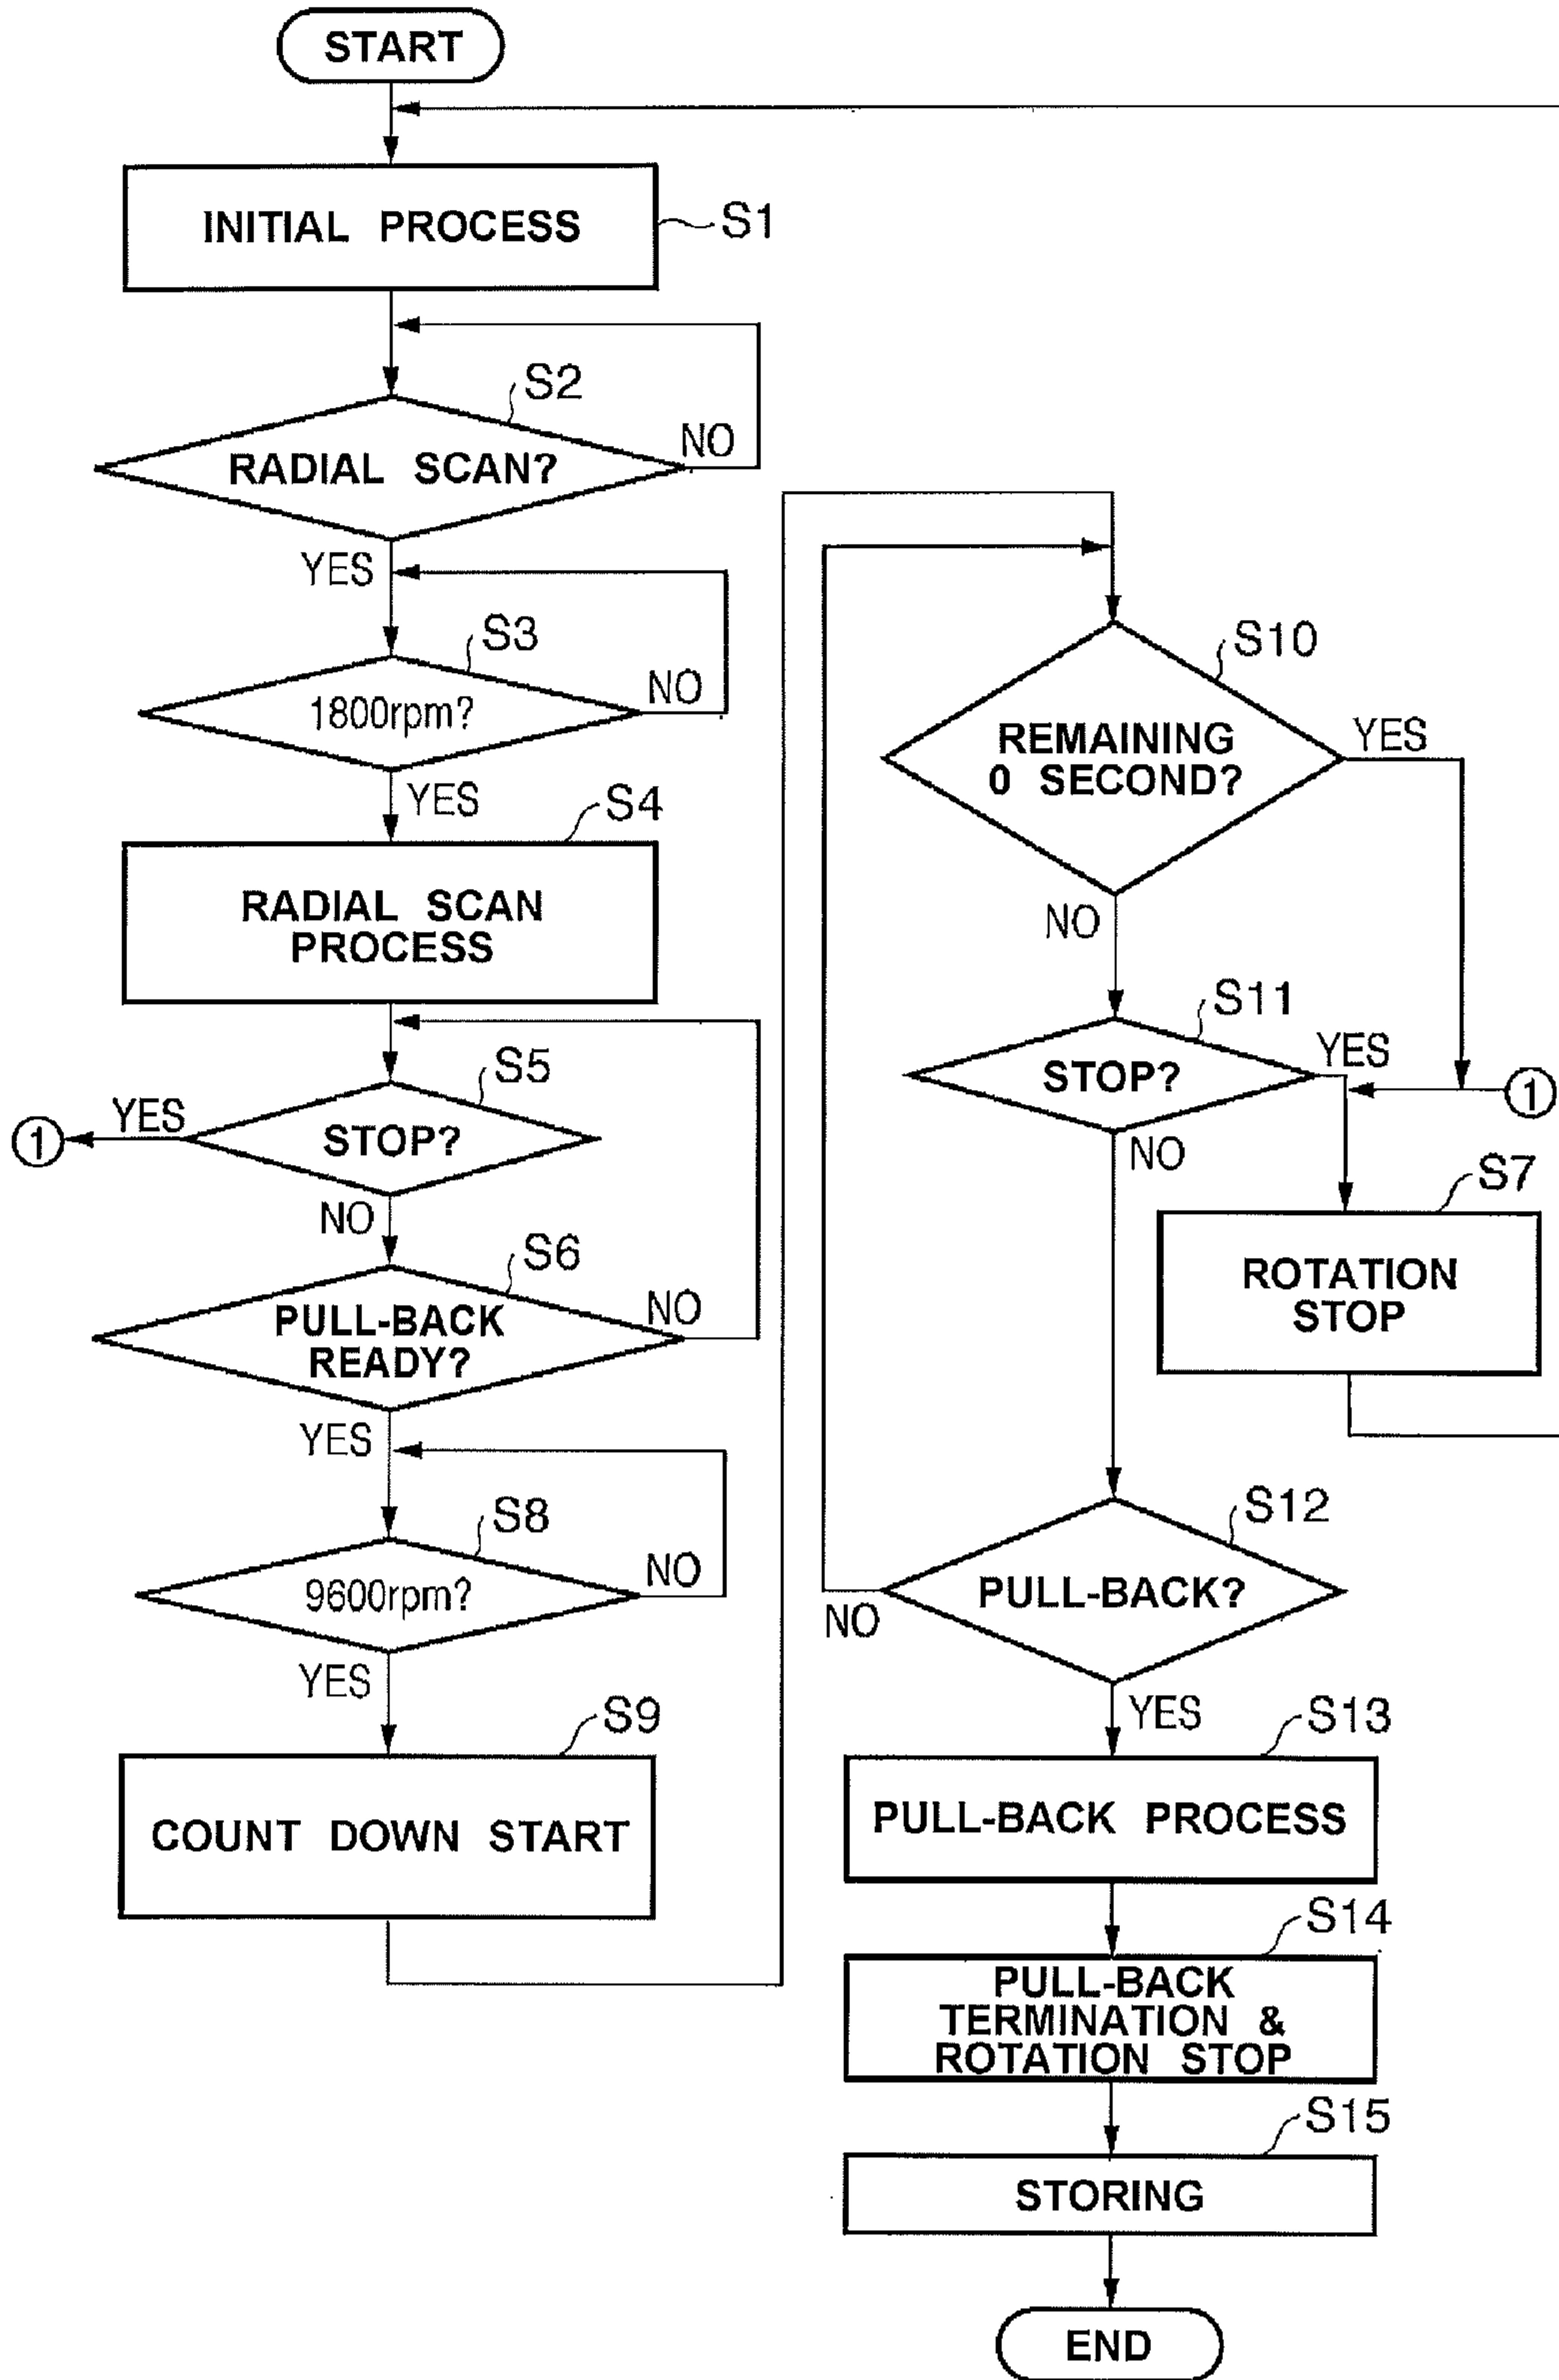 START
INITIAL PROCESS
S1
S2
RADIAL SCAN?
NO
YES
S3
1800rpm?
NO
YES
S4
RADIAL SCAN
PROCESS
S5
STOP?
YES
1
NO
S6
PULL-BACK
READY?
NO
YES
S8
9600rpm?
NO
YES
S9
COUNT DOWN START
S10
REMAINING
0 SECOND?
YES
NO
S11
STOP?
YES
1
NO
S7
ROTATION
STOP
S12
PULL-BACK?
NO
YES
S13
PULL-BACK PROCESS
S14
PULL-BACK
TERMINATION &
ROTATION STOP
S15
STORING
END